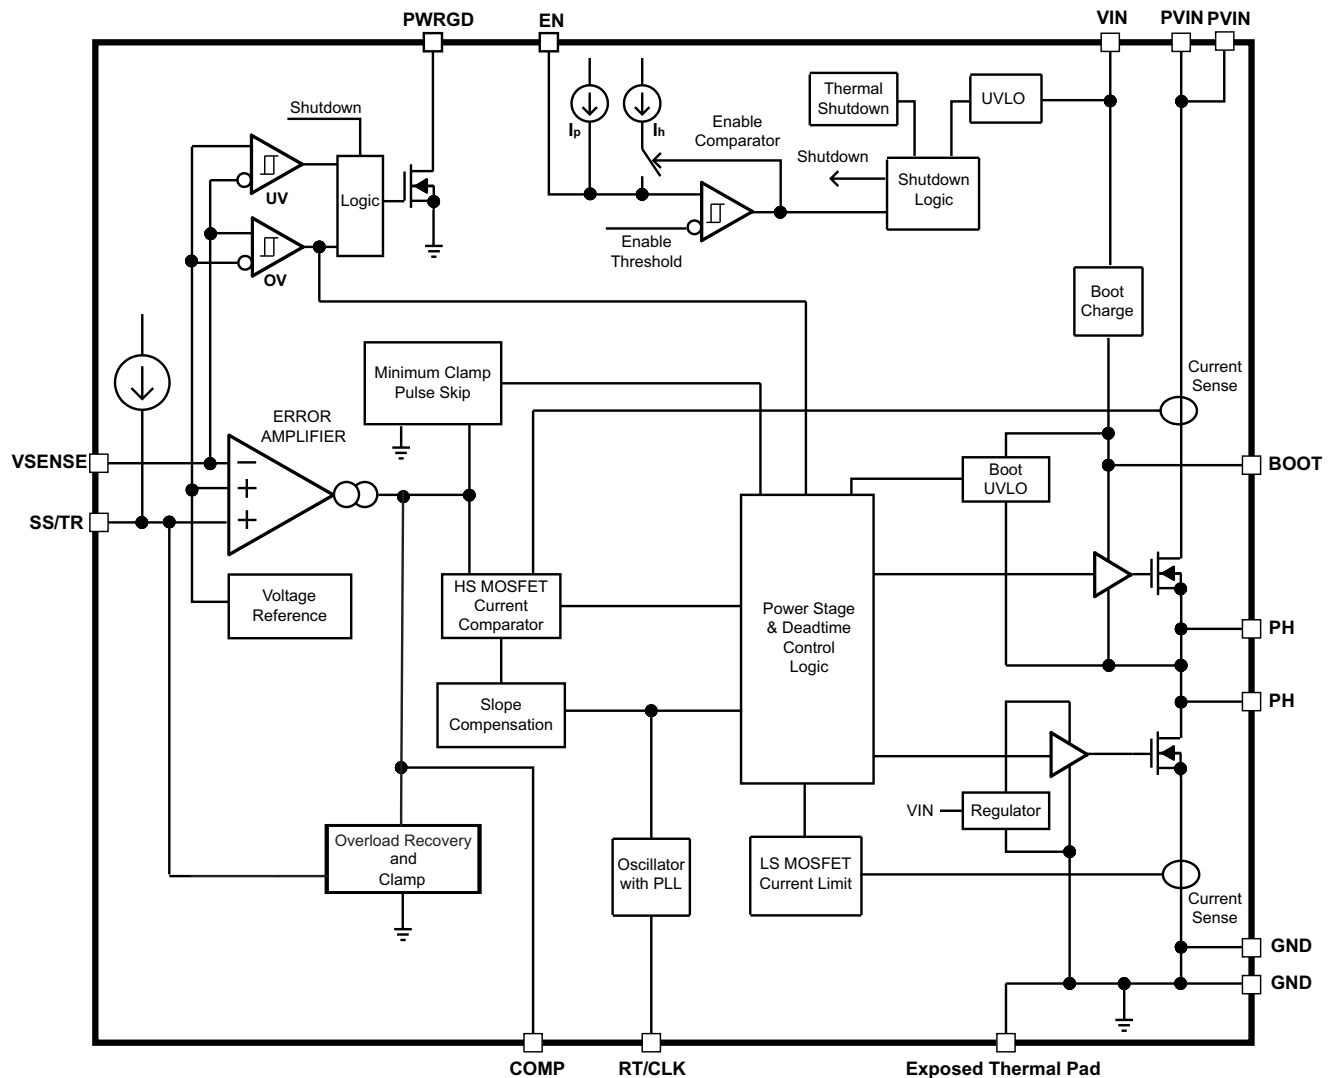 PWRGD
EN
VIN
PVIN
PVIN
Shutdown
Ip
Ih
Enable
Comparator
Thermal
Shutdown
UVLO
Shutdown
Shutdown
Logic
UV
Logic
OV
Enable
Threshold
Boot
Charge
Minimum Clamp
Pulse Skip
Current
Sense
ERROR
AMPLIFIER
VSENSE
−
+
+
SS/TR
Boot
UVLO
BOOT
Voltage
Reference
HS MOSFET
Current
Comparator
Power Stage
& Deadtime
Control
Logic
PH
PH
Slope
Compensation
VIN
Regulator
Overload Recovery
and
Clamp
Oscillator
with PLL
LS MOSFET
Current Limit
Current
Sense
GND
GND
COMP
RT/CLK
Exposed Thermal Pad